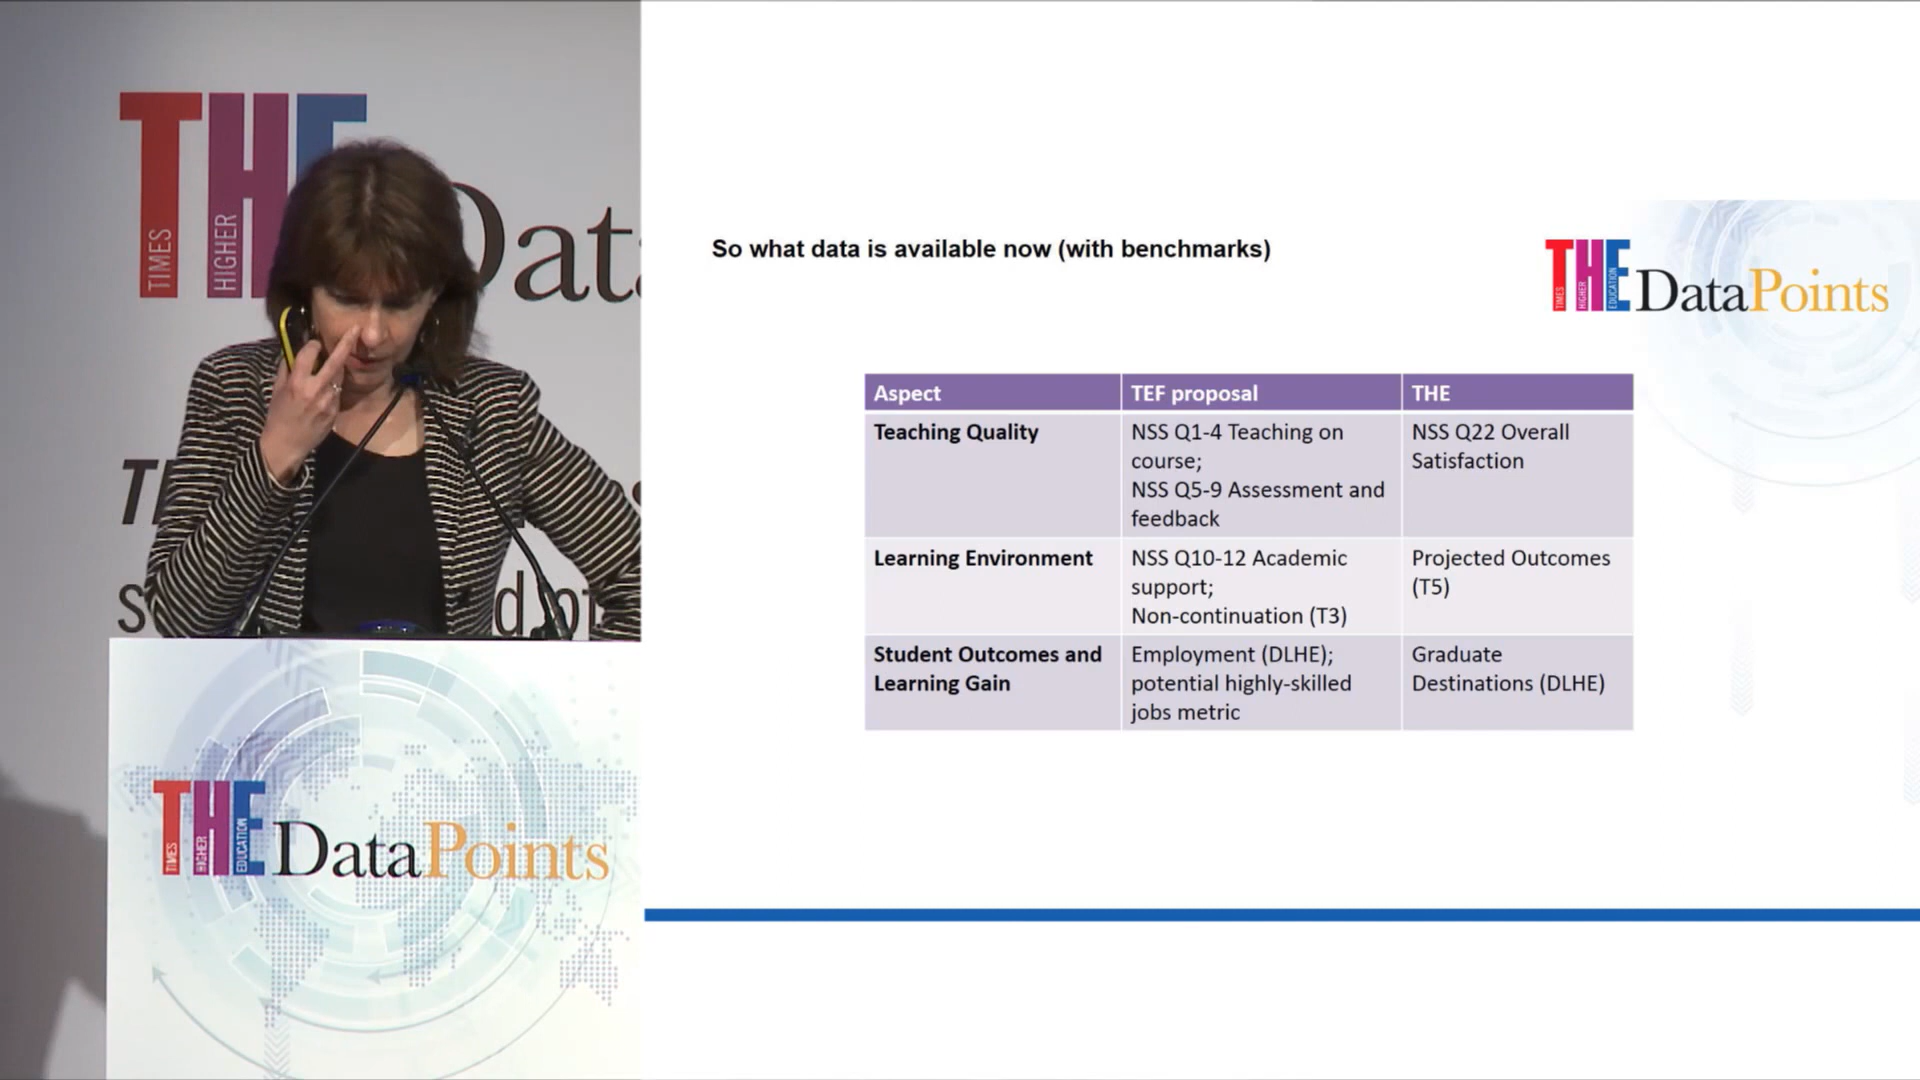 TIMES
HIGHER
THE
Dat
So what data is available now (with benchmarks)
TIMES
HIGHER
EDUCATION
THE DataPoints
Aspect
TEF proposal
THE
Teaching Quality
NSS Q1-4 Teaching on
course;
NSS Q5-9 Assessment and
feedback
NSS Q22 Overall
Satisfaction
Learning Environment
NSS Q10-12 Academic
support;
Non-continuation (T3)
Projected Outcomes
(T5)
Student Outcomes and
Learning Gain
Employment (DLHE);
potential highly-skilled
jobs metric
Graduate
Destinations (DLHE)
TIMES
HIGHER
EDUCATION
THE DataPoints